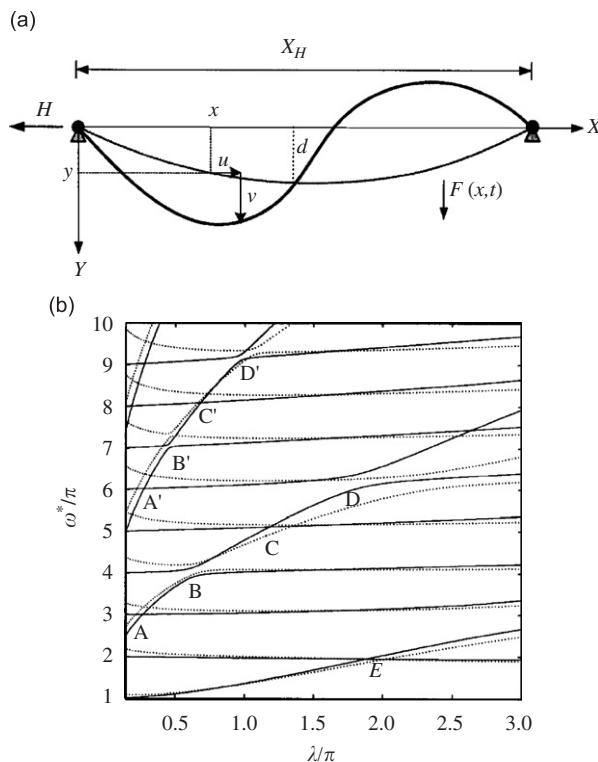 (a)
X_H
H
x
X
d
u
y
v
F (x,t)
Y
(b)
10
9
8
7
6
5
4
3
2
1
ω*/π
D'
C'
B'
A'
D
C
B
A
E
0.5
1.0
1.5
2.0
2.5
3.0
λ/π